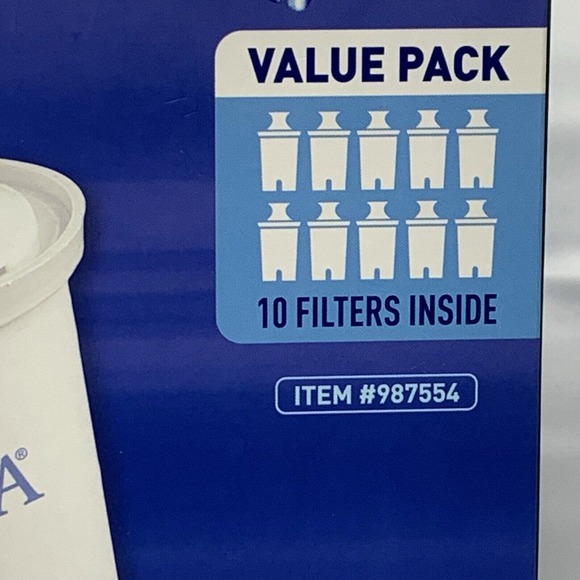 VALUE PACK
10 FILTERS INSIDE
ITEM #987554
A®